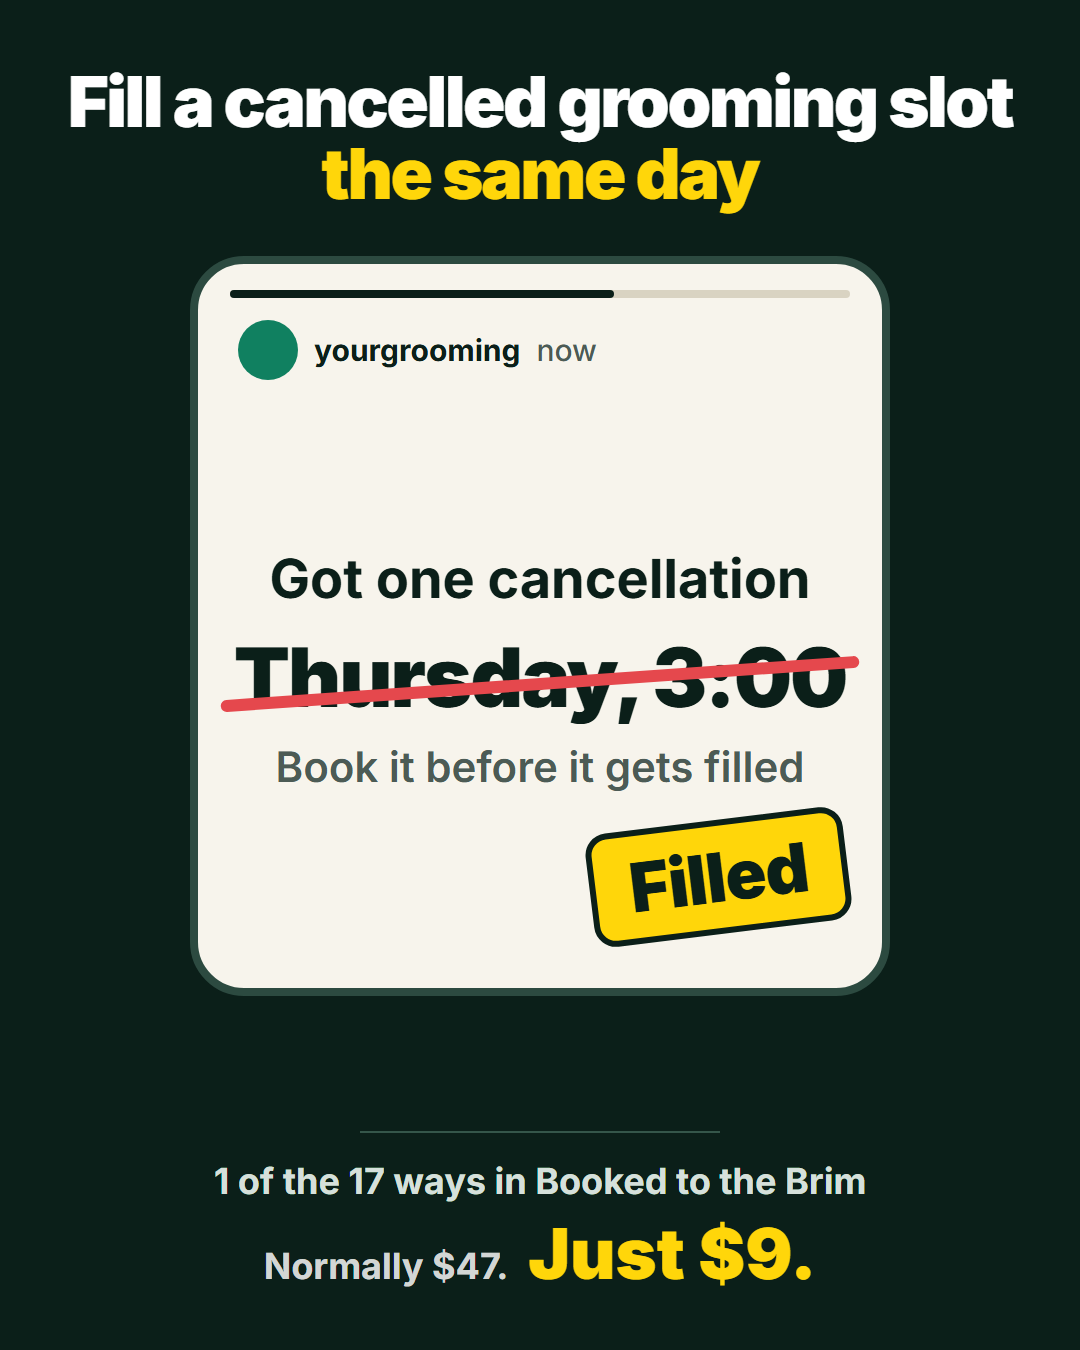 Fill a cancelled grooming slot
the same day
yourgrooming now
Got one cancellation
Thursday, 3:00
Book it before it gets filled
Filled
1 of the 17 ways in Booked to the Brim
Normally $47. Just $9.